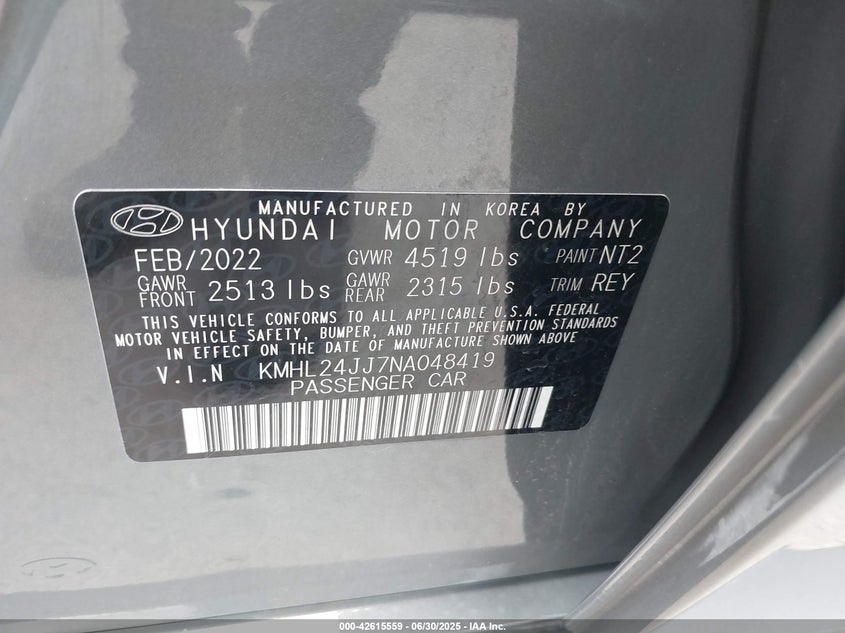 MANUFACTURED IN KOREA BY
HYUNDAI MOTOR COMPANY
FEB/2022 GVWR 4519 lbs PAINT NT2
GAWR FRONT 2513 lbs GAWR REAR 2315 lbs TRIM REY
THIS VEHICLE CONFORMS TO ALL APPLICABLE U.S.A. FEDERAL
MOTOR VEHICLE SAFETY, BUMPER, AND THEFT PREVENTION STANDARDS
IN EFFECT ON THE DATE OF MANUFACTURE SHOWN ABOVE
V.I.N KMHL24JJ7NA048419
PASSENGER CAR
000-42615559 - 06/30/2025 - IAA Inc.